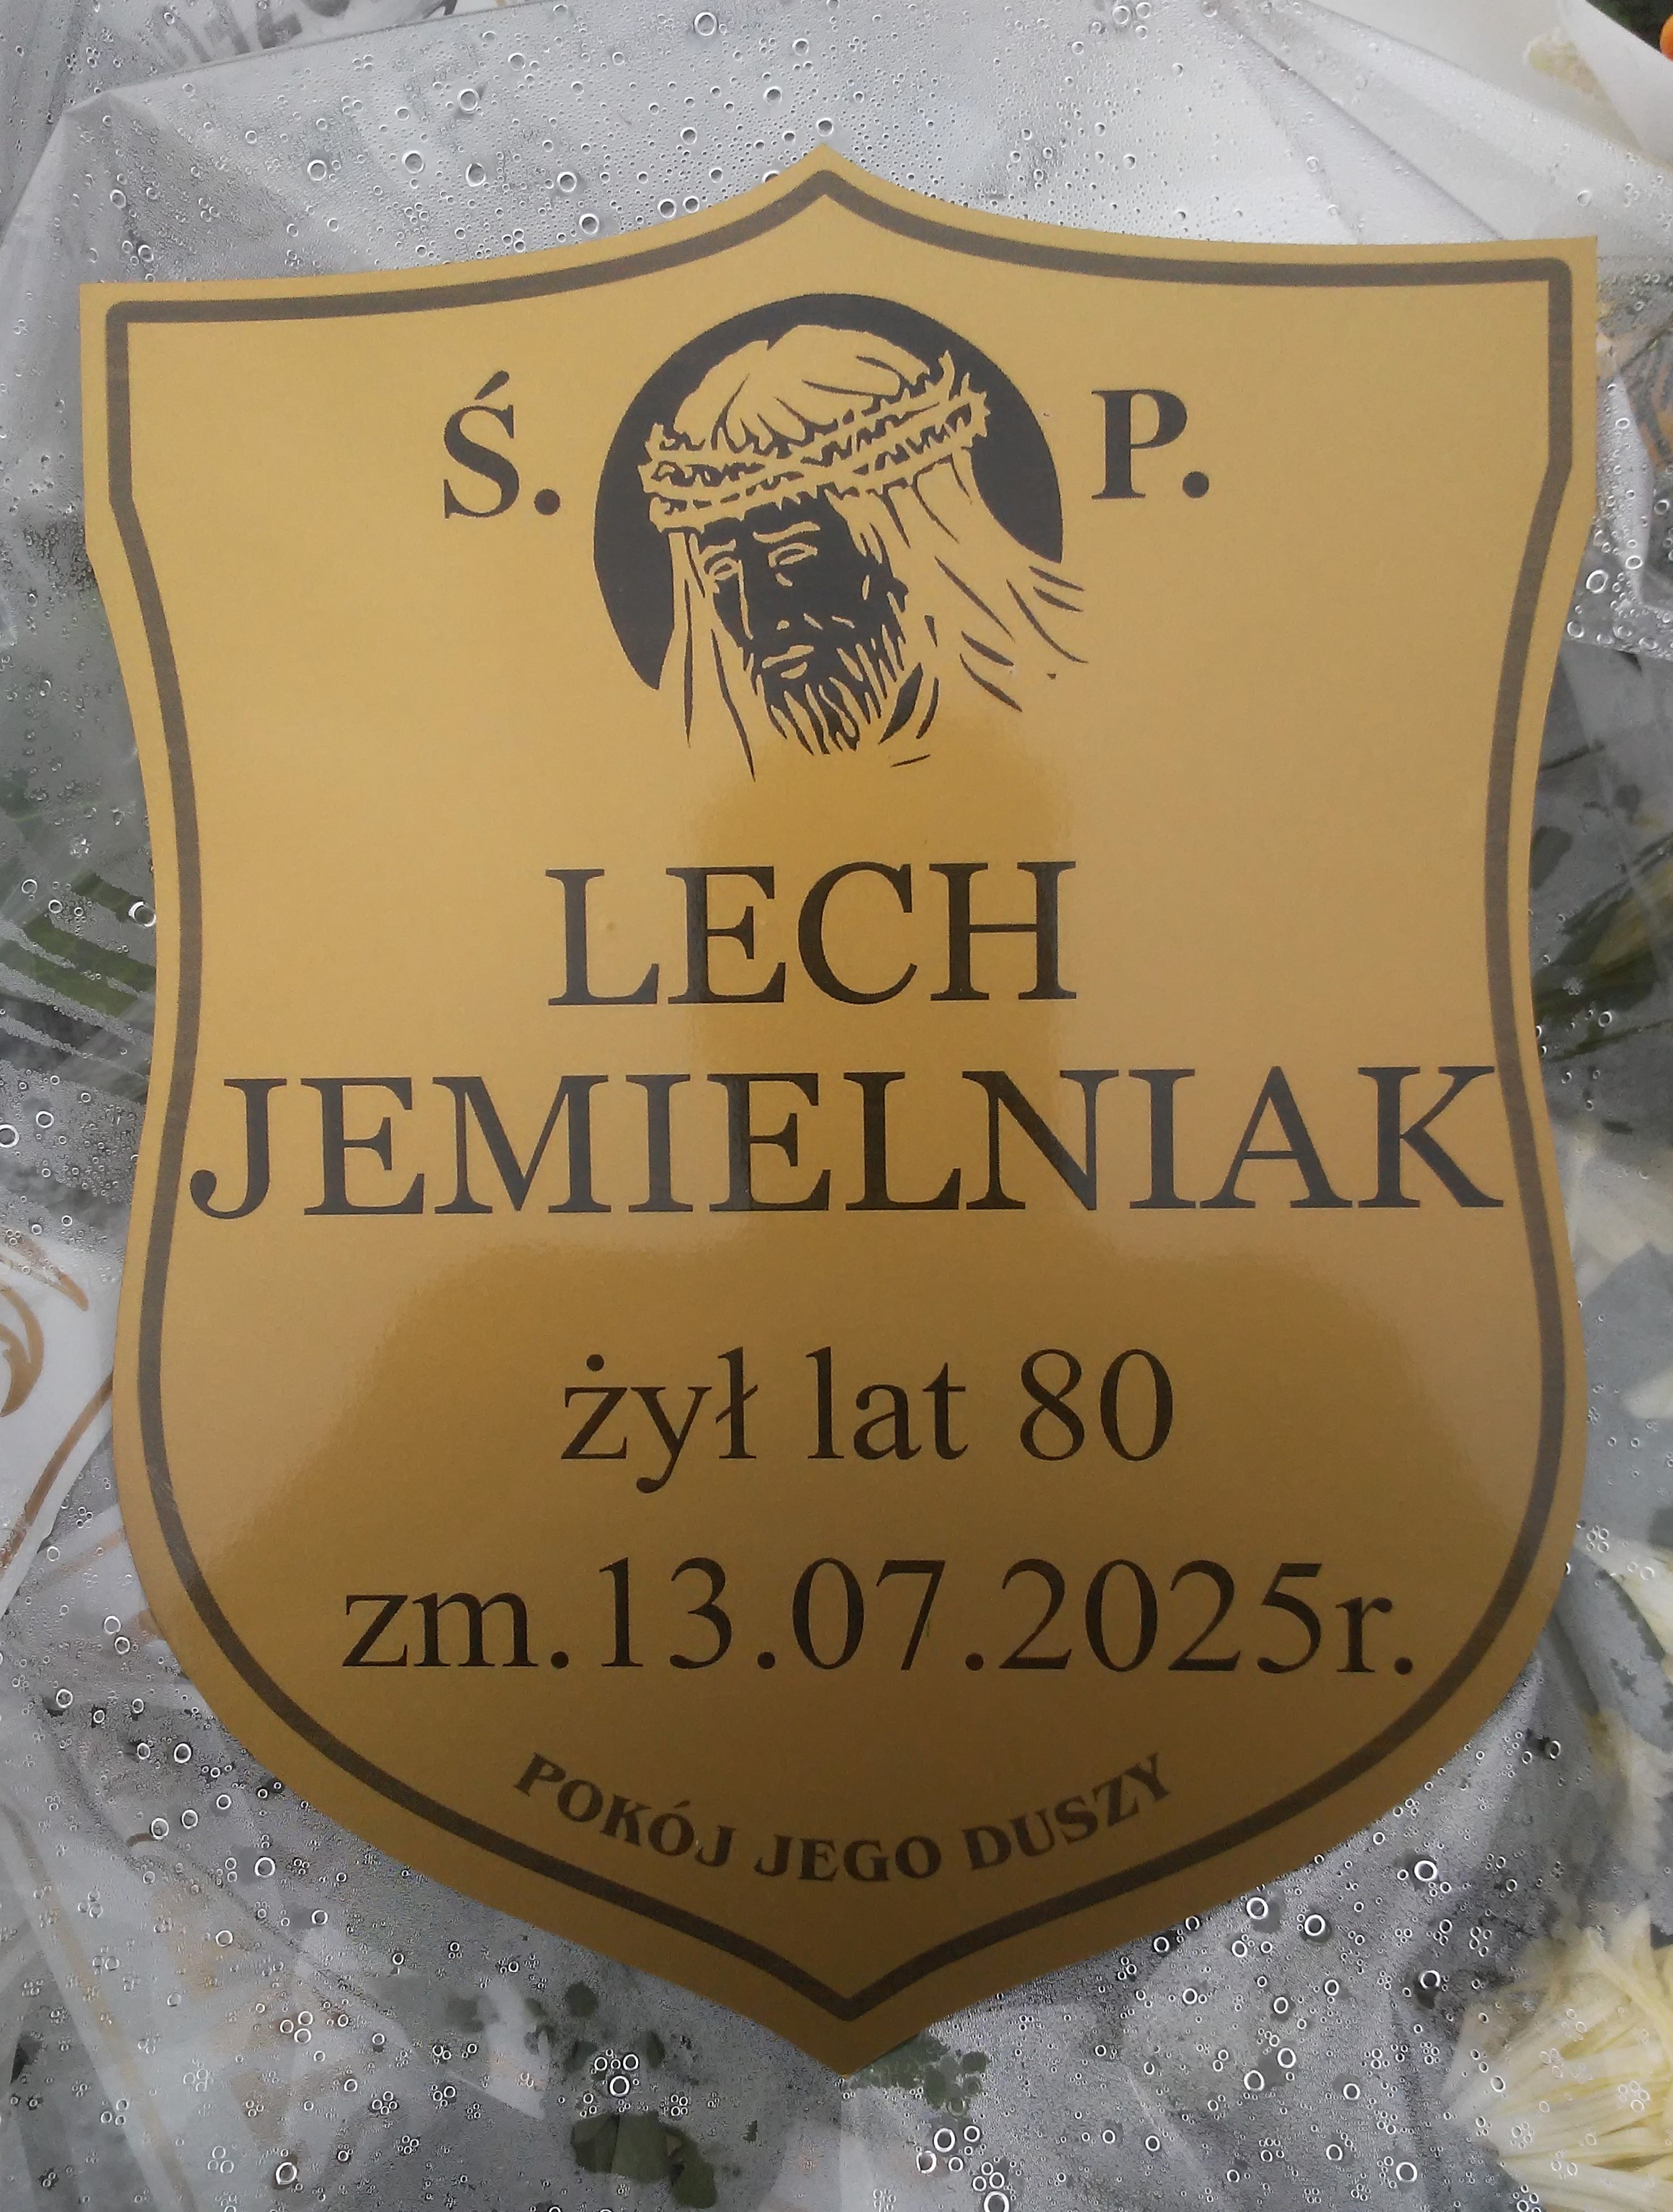 Ś. P.
LECH
JEMIELNIAK
żył lat 80
zm.13.07.2025r.
POKÓJ JEGO DUSZY